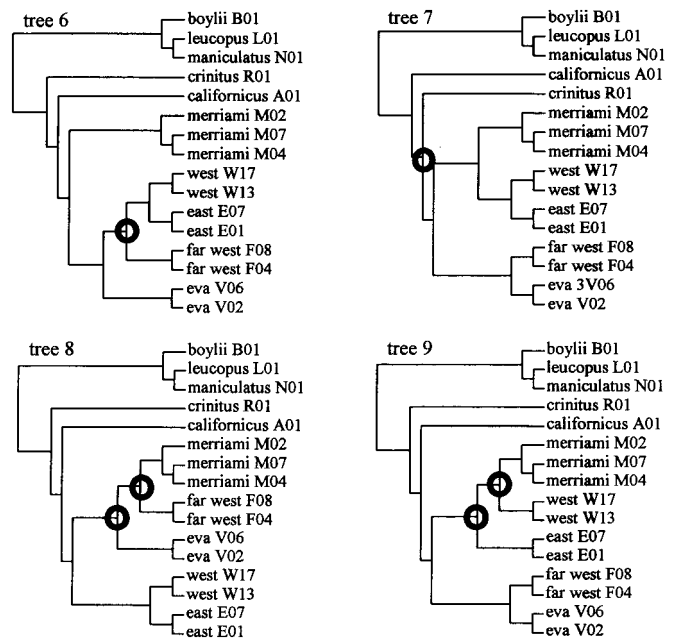 tree 6
boylii B01
leucopus L01
maniculatus N01
crinitus R01
californicus A01
merriami M02
merriami M07
merriami M04
west W17
west W13
east E07
east E01
far west F08
far west F04
eva V06
eva V02
tree 7
boylii B01
leucopus L01
maniculatus N01
californicus A01
crinitus R01
merriami M02
merriami M07
merriami M04
west W17
west W13
east E07
east E01
far west F08
far west F04
eva 3V06
eva V02
tree 8
boylii B01
leucopus L01
maniculatus N01
crinitus R01
californicus A01
merriami M02
merriami M07
merriami M04
far west F08
far west F04
eva V06
eva V02
west W17
west W13
east E07
east E01
tree 9
boylii B01
leucopus L01
maniculatus N01
crinitus R01
californicus A01
merriami M02
merriami M07
merriami M04
west W17
west W13
east E07
east E01
far west F08
far west F04
eva V06
eva V02